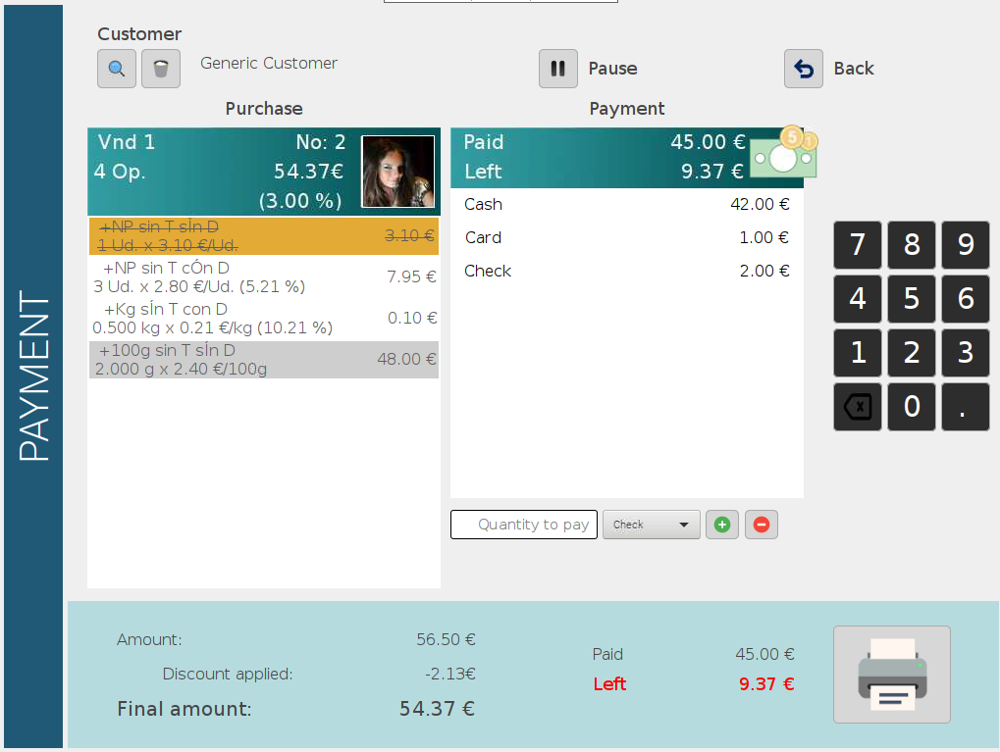 PAYMENT
Customer
Generic Customer
Pause
Back
Purchase
Payment
Vnd 1 No: 2
4 Op. 54.37€
(3.00 %)
+NP sin T sÍn D
1 Ud. x 3.10 €/Ud. 3.10 €
+NP sin T cÓn D
3 Ud. x 2.80 €/Ud. (5.21 %) 7.95 €
+Kg sÍn T con D
0.500 kg x 0.21 €/kg (10.21 %) 0.10 €
+100g sin T sÍn D
2.000 g x 2.40 €/100g 48.00 €
Paid 45.00 €
Left 9.37 €
5 1
Cash 42.00 €
Card 1.00 €
Check 2.00 €
7 8 9
4 5 6
1 2 3
x 0 .
Quantity to pay Check
Amount: 56.50 €
Discount applied: -2.13€
Final amount: 54.37 €
Paid 45.00 €
Left 9.37 €